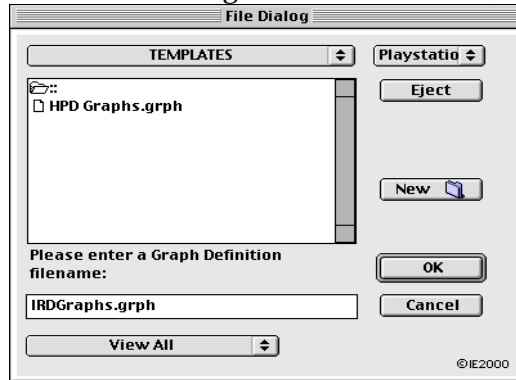 File Dialog
TEMPLATES
Playstatio
::
HPD Graphs.grph
Eject
New
Please enter a Graph Definition
filename:
OK
IRDGraphs.grph
Cancel
View All
©IE2000